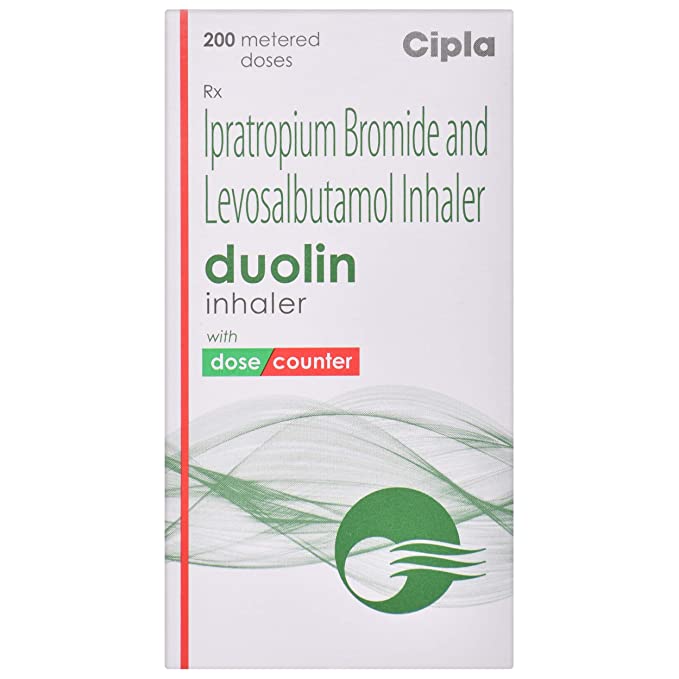 200 metered
doses
Cipla
Rx
Ipratropium Bromide and
Levosalbutamol Inhaler
duolin
inhaler
with
dose/counter